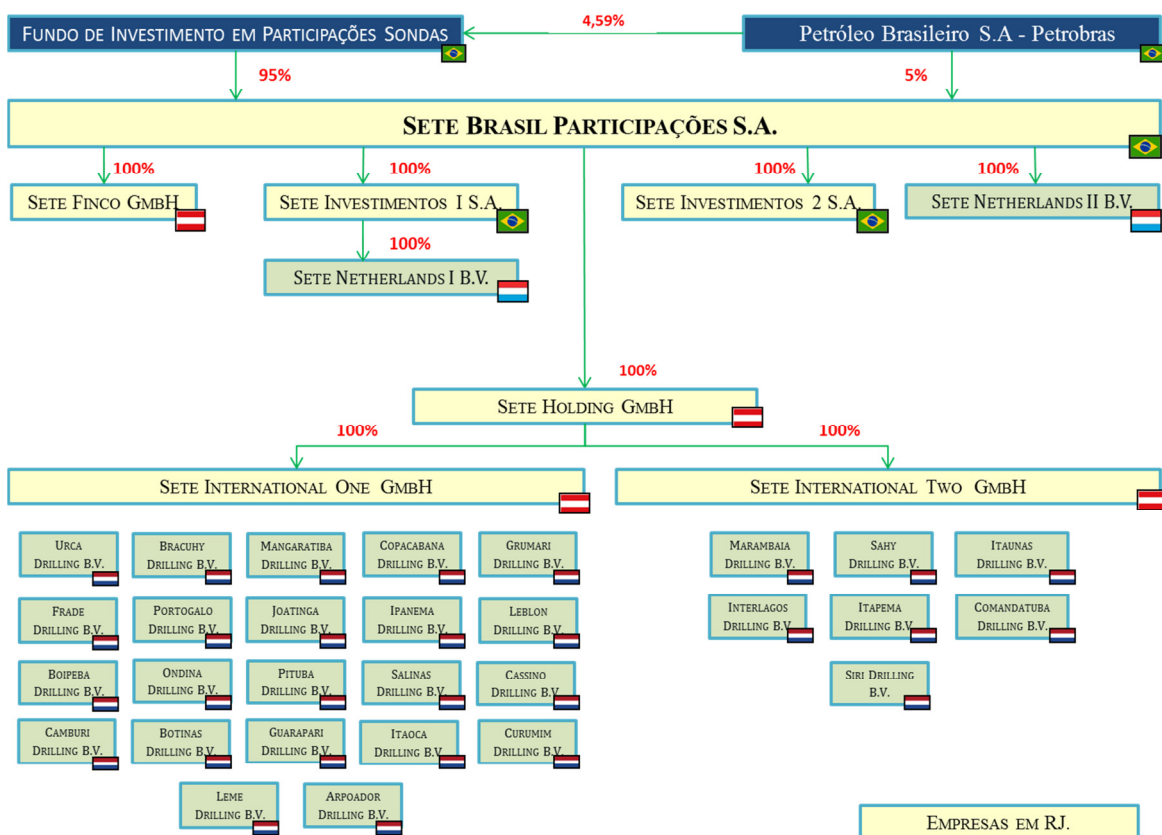 FUNDO DE INVESTIMENTO EM PARTICIPAÇÕES SONDAS
4,59%
Petróleo Brasileiro S.A - Petrobras
95%
5%
SETE BRASIL PARTICIPAÇÕES S.A.
100%
100%
100%
100%
SETE FINCO GMBH
SETE INVESTIMENTOS I S.A.
SETE INVESTIMENTOS 2 S.A.
SETE NETHERLANDS II B.V.
100%
SETE NETHERLANDS I B.V.
100%
SETE HOLDING GMBH
100%
100%
SETE INTERNATIONAL ONE GMBH
SETE INTERNATIONAL TWO GMBH
URCA
DRILLING B.V.
BRACUHY
DRILLING B.V.
MANGARATIBA
DRILLING B.V.
COPACABANA
DRILLING B.V.
GRUMARI
DRILLING B.V.
MARAMBAIA
DRILLING B.V.
SAHY
DRILLING B.V.
ITAUNAS
DRILLING B.V.
FRADE
DRILLING B.V.
PORTOGALO
DRILLING B.V.
JOATINGA
DRILLING B.V.
IPANEMA
DRILLING B.V.
LEBLON
DRILLING B.V.
INTERLAGOS
DRILLING B.V.
ITAPEMA
DRILLING B.V.
COMANDATUBA
DRILLING B.V.
BOIPEBA
DRILLING B.V.
ONDINA
DRILLING B.V.
PITUBA
DRILLING B.V.
SALINAS
DRILLING B.V.
CASSINO
DRILLING B.V.
SIRI DRILLING
B.V.
CAMBURI
DRILLING B.V.
BOTINAS
DRILLING B.V.
GUARAPARI
DRILLING B.V.
ITAOCA
DRILLING B.V.
CURUMIM
DRILLING B.V.
LEME
DRILLING B.V.
ARPOADOR
DRILLING B.V.
EMPRESAS EM RJ.